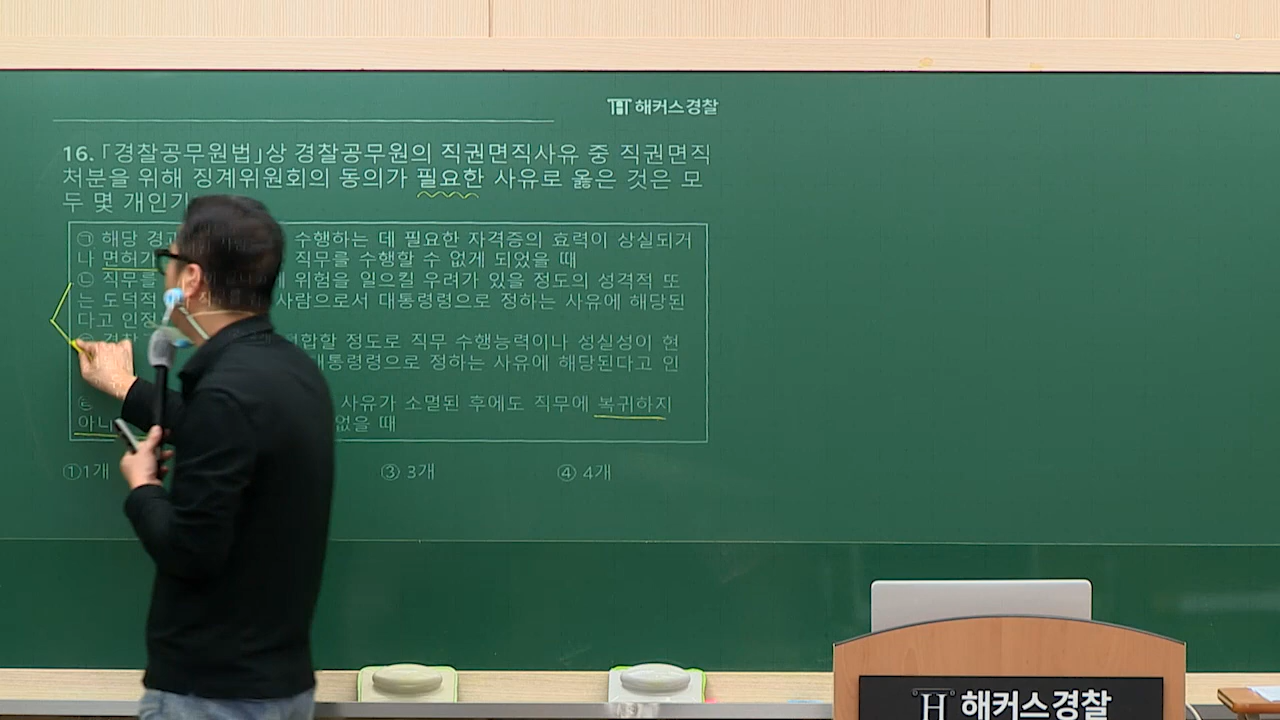 해커스경찰
16. 「경찰공무원법」상 경찰공무원의 직권면직사유 중 직권면직
처분을 위해 징계위원회의 동의가 필요한 사유로 옳은 것은 모
두 몇 개인가
㉠ 해당 경 수행하는 데 필요한 자격증의 효력이 상실되거
나 면허가 직무를 수행할 수 없게 되었을 때
㉡ 직무를 위험을 일으킬 우려가 있을 정도의 성격적 또
는 도덕적 사람으로서 대통령령으로 정하는 사유에 해당된
다고 인정
정도로 직무 수행능력이나 성실성이 현
대통령령으로 정하는 사유에 해당된다고 인
사유가 소멸된 후에도 직무에 복귀하지
아니 없을 때
①1개 ③ 3개 ④ 4개
해커스경찰